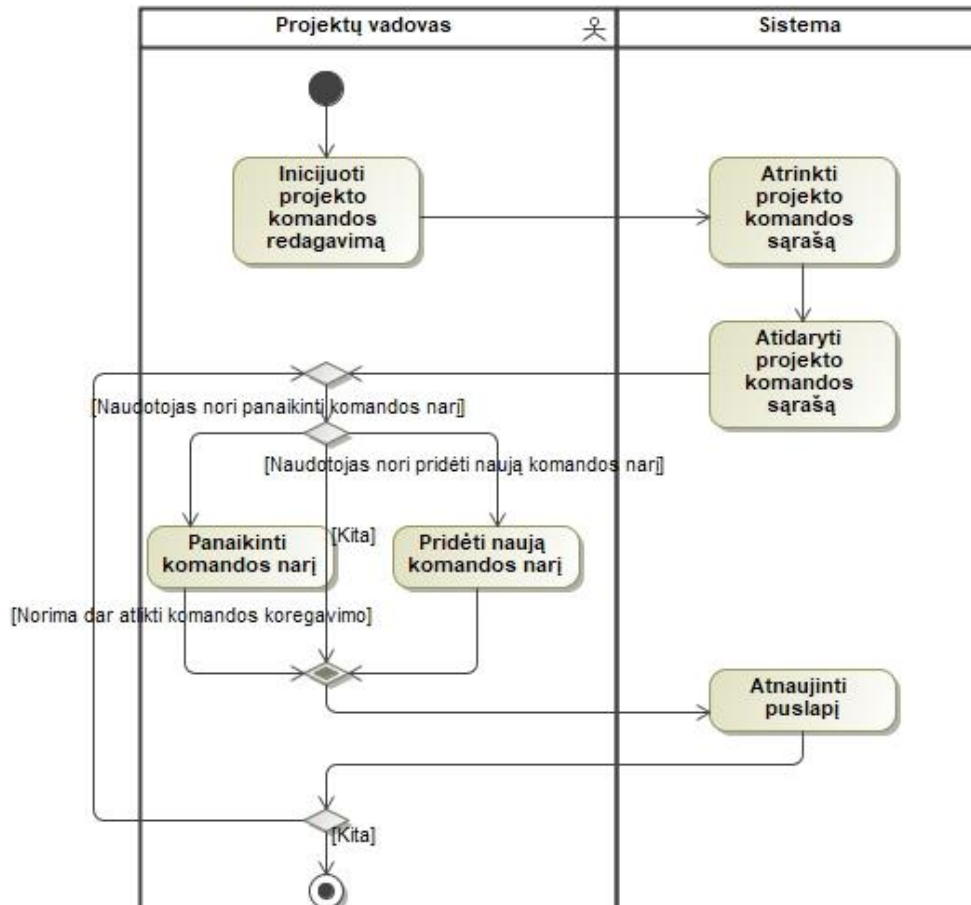 Projektų vadovas
Sistema
Inicijuoti
projekto
komandos
redagavimą
Atrinkti
projekto
komandos
sąrašą
Atidaryti
projekto
komandos
sąrašą
[Naudotojas nori panaikinti komandos narį]
[Naudotojas nori pridėti naują komandos narį]
[Kita]
Panaikinti
komandos narį
Pridėti naują
komandos narį
[Norima dar atlikti komandos koregavimo]
Atnaujinti
puslapį
[Kita]